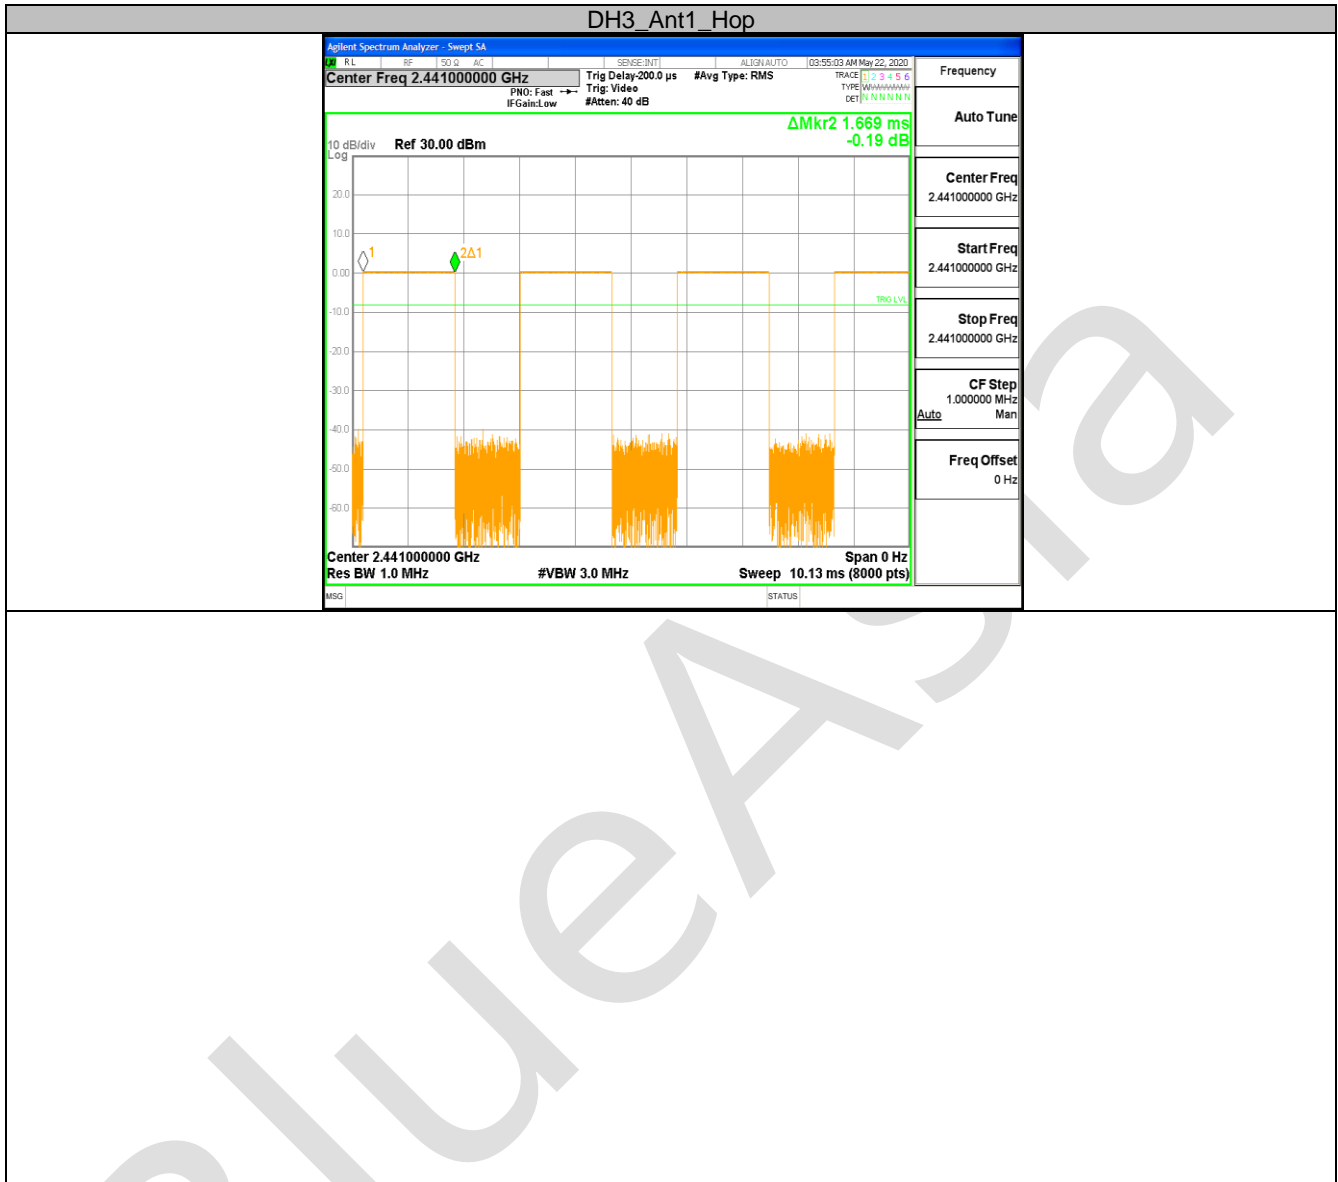 DH3_Ant1_Hop
Agilent Spectrum Analyzer - Swept SA
LXI RL RF 50 Ω AC SENSE:INT ALIGN AUTO 03:55:03 AM May 22, 2020
Center Freq 2.441000000 GHz
PNO: Fast
IFGain:Low
Trig Delay-200.0 µs
Trig: Video
#Atten: 40 dB
#Avg Type: RMS
TRACE 1 2 3 4 5 6
TYPE WWWWWW
DET N N N N N N
ΔMkr2 1.669 ms
-0.19 dB
10 dB/div
Log
Ref 30.00 dBm
20.0
10.0
0.00
-10.0
-20.0
-30.0
-40.0
-50.0
-60.0
1
2Δ1
TRIG LVL
Center 2.441000000 GHz
Span 0 Hz
Res BW 1.0 MHz
#VBW 3.0 MHz
Sweep 10.13 ms (8000 pts)
MSG
STATUS
Frequency
Auto Tune
Center Freq
2.441000000 GHz
Start Freq
2.441000000 GHz
Stop Freq
2.441000000 GHz
CF Step
1.000000 MHz
Auto Man
Freq Offset
0 Hz
BlueAsia